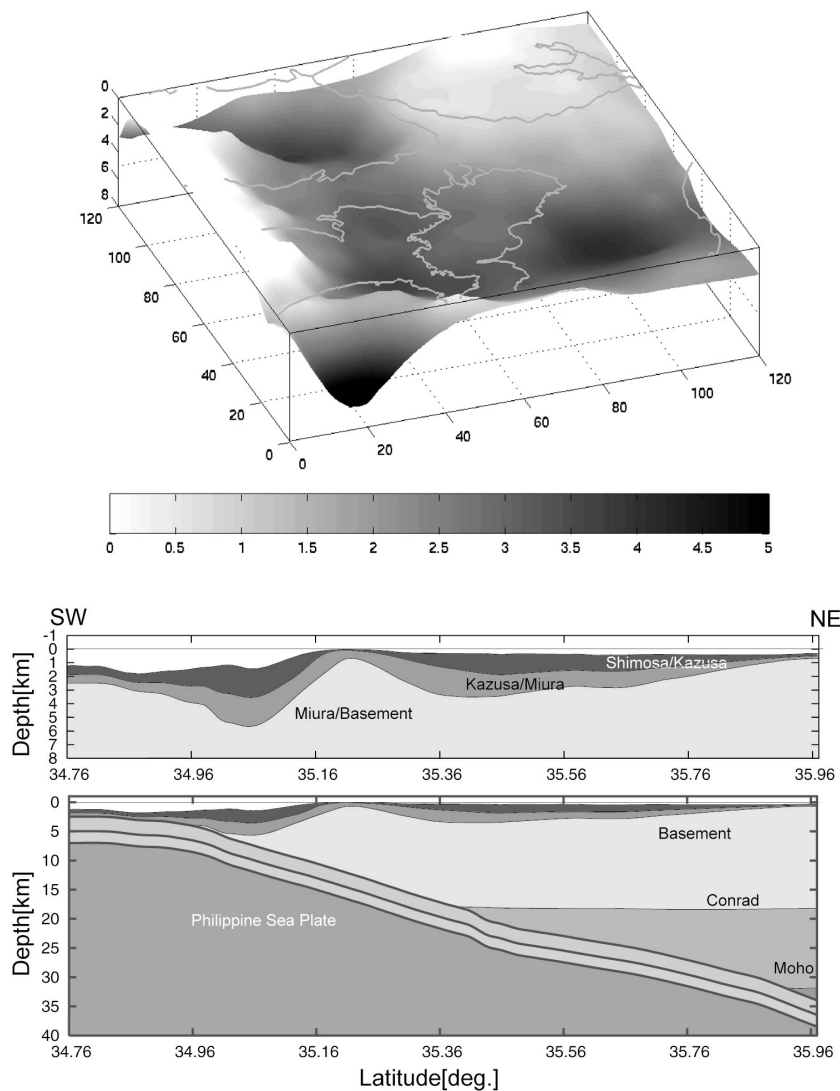 0
2
4
6
8
120
100
80
60
40
20
0
0
20
40
60
80
100
120
0 0.5 1 1.5 2 2.5 3 3.5 4 4.5 5
SW NE
Depth[km]
-1
0
1
2
3
4
5
6
7
8
Shimosa/Kazusa
Kazusa/Miura
Miura/Basement
34.76 34.96 35.16 35.36 35.56 35.76 35.96
Depth[km]
0
5
10
15
20
25
30
35
40
Basement
Conrad
Philippine Sea Plate
Moho
34.76 34.96 35.16 35.36 35.56 35.76 35.96
Latitude[deg.]